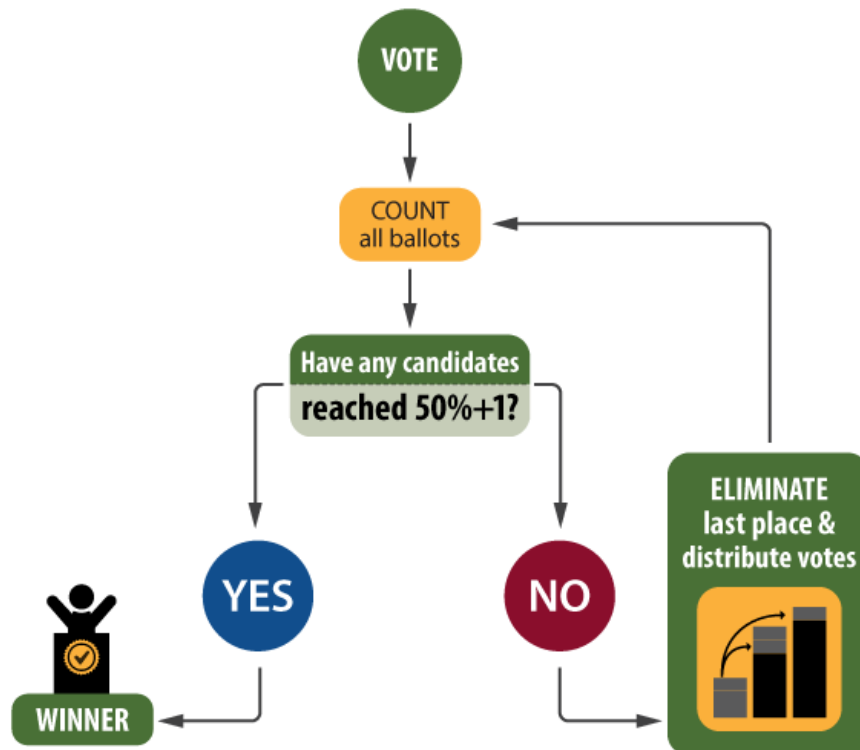 VOTE
COUNT
all ballots
Have any candidates
reached 50%+1?
YES
NO
WINNER
ELIMINATE
last place &
distribute votes